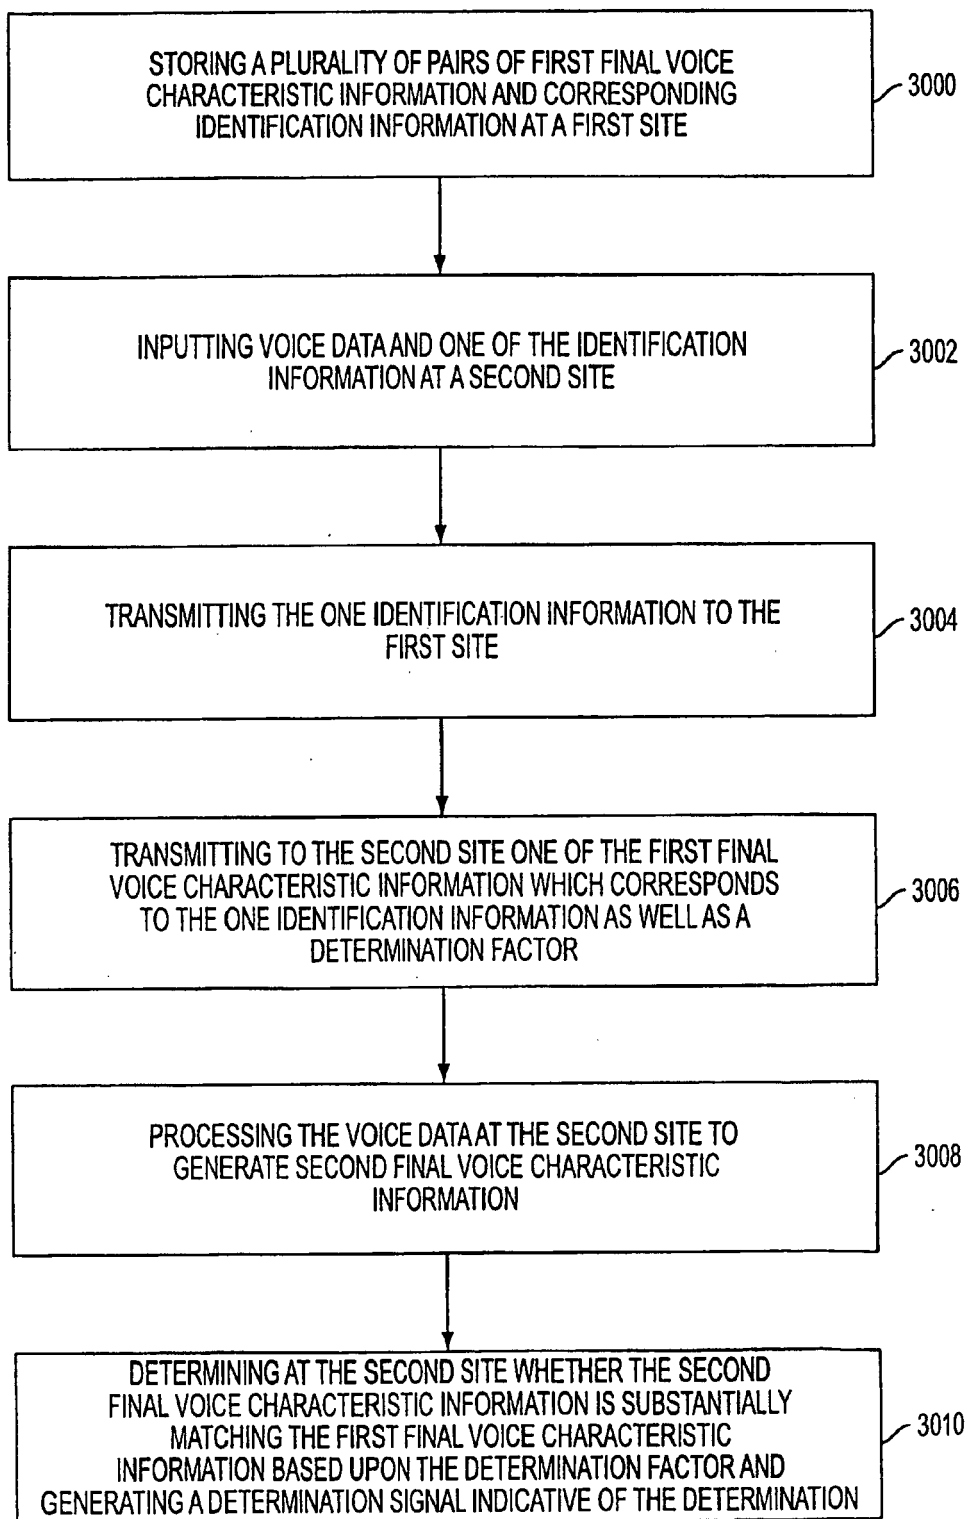 STORING A PLURALITY OF PAIRS OF FIRST FINAL VOICE
CHARACTERISTIC INFORMATION AND CORRESPONDING
IDENTIFICATION INFORMATION AT A FIRST SITE
3000
INPUTTING VOICE DATA AND ONE OF THE IDENTIFICATION
INFORMATION AT A SECOND SITE
3002
TRANSMITTING THE ONE IDENTIFICATION INFORMATION TO THE
FIRST SITE
3004
TRANSMITTING TO THE SECOND SITE ONE OF THE FIRST FINAL
VOICE CHARACTERISTIC INFORMATION WHICH CORRESPONDS
TO THE ONE IDENTIFICATION INFORMATION AS WELL AS A
DETERMINATION FACTOR
3006
PROCESSING THE VOICE DATA AT THE SECOND SITE TO
GENERATE SECOND FINAL VOICE CHARACTERISTIC
INFORMATION
3008
DETERMINING AT THE SECOND SITE WHETHER THE SECOND
FINAL VOICE CHARACTERISTIC INFORMATION IS SUBSTANTIALLY
MATCHING THE FIRST FINAL VOICE CHARACTERISTIC
INFORMATION BASED UPON THE DETERMINATION FACTOR AND
GENERATING A DETERMINATION SIGNAL INDICATIVE OF THE DETERMINATION
3010